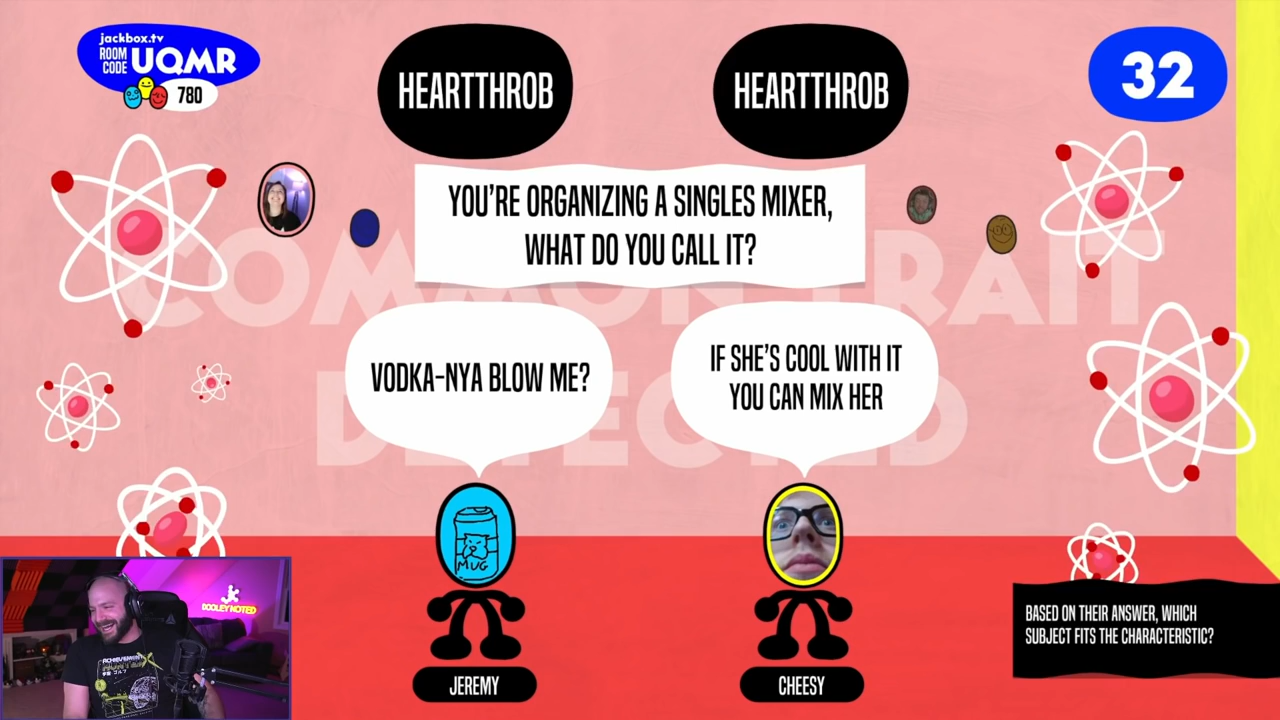 jackbox.tv
ROOM
CODE
UQMR
780
HEARTTHROB
HEARTTHROB
32
YOU'RE ORGANIZING A SINGLES MIXER,
WHAT DO YOU CALL IT?
COMMON TRAIT
DETECTED
VODKA-NYA BLOW ME?
IF SHE'S COOL WITH IT
YOU CAN MIX HER
MUG
DOOLEY NOTED
ACHIEVEMENT
BASED ON THEIR ANSWER, WHICH
SUBJECT FITS THE CHARACTERISTIC?
JEREMY
CHEESY